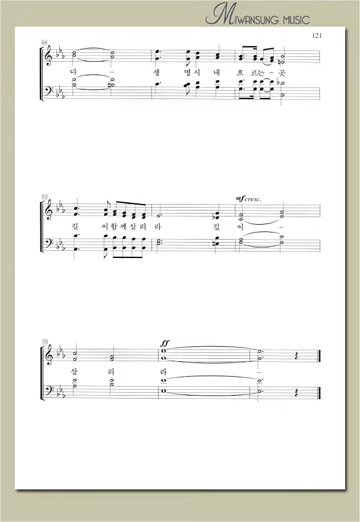 MIWANSUNG MUSIC
121
다 - 생 명 시 내 흐 르는 곳
mf cresc.
길 이 함께 살리 라 길 이 -
ff
살 리 라 -